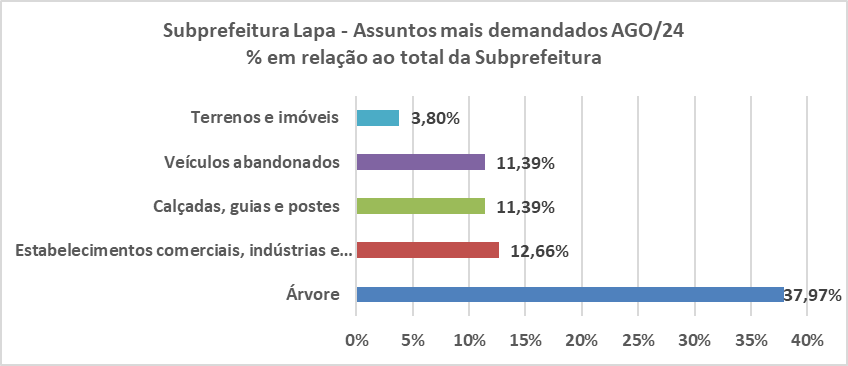 Subprefeitura Lapa - Assuntos mais demandados AGO/24
% em relação ao total da Subprefeitura
Terrenos e imóveis 3,80%
Veículos abandonados 11,39%
Calçadas, guias e postes 11,39%
Estabelecimentos comerciais, indústrias e... 12,66%
Árvore 37,97%
0% 5% 10% 15% 20% 25% 30% 35% 40%